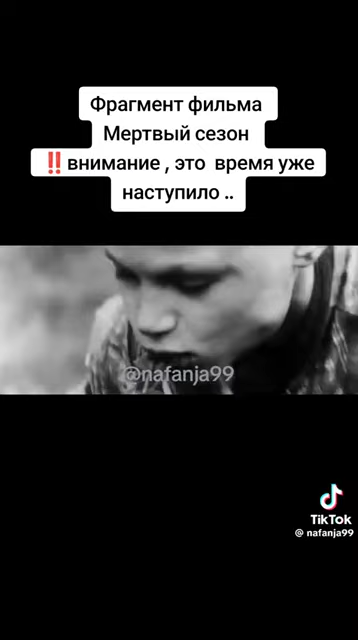 Фрагмент фильма
Мертвый сезон
‼️внимание , это время уже
наступило ..
@nafanja99
TikTok
@ nafanja99